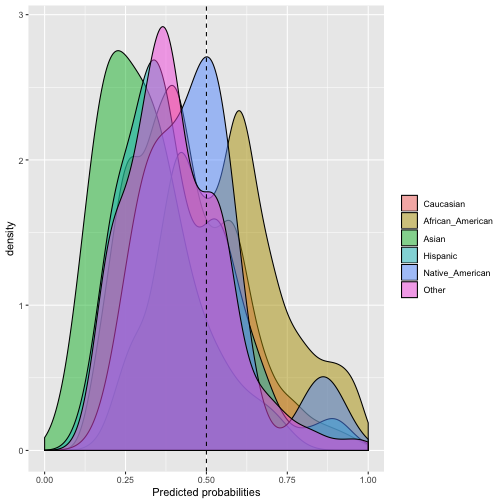 3
2
1
0
density
0.00 0.25 0.50 0.75 1.00
Predicted probabilities
Caucasian
African_American
Asian
Hispanic
Native_American
Other